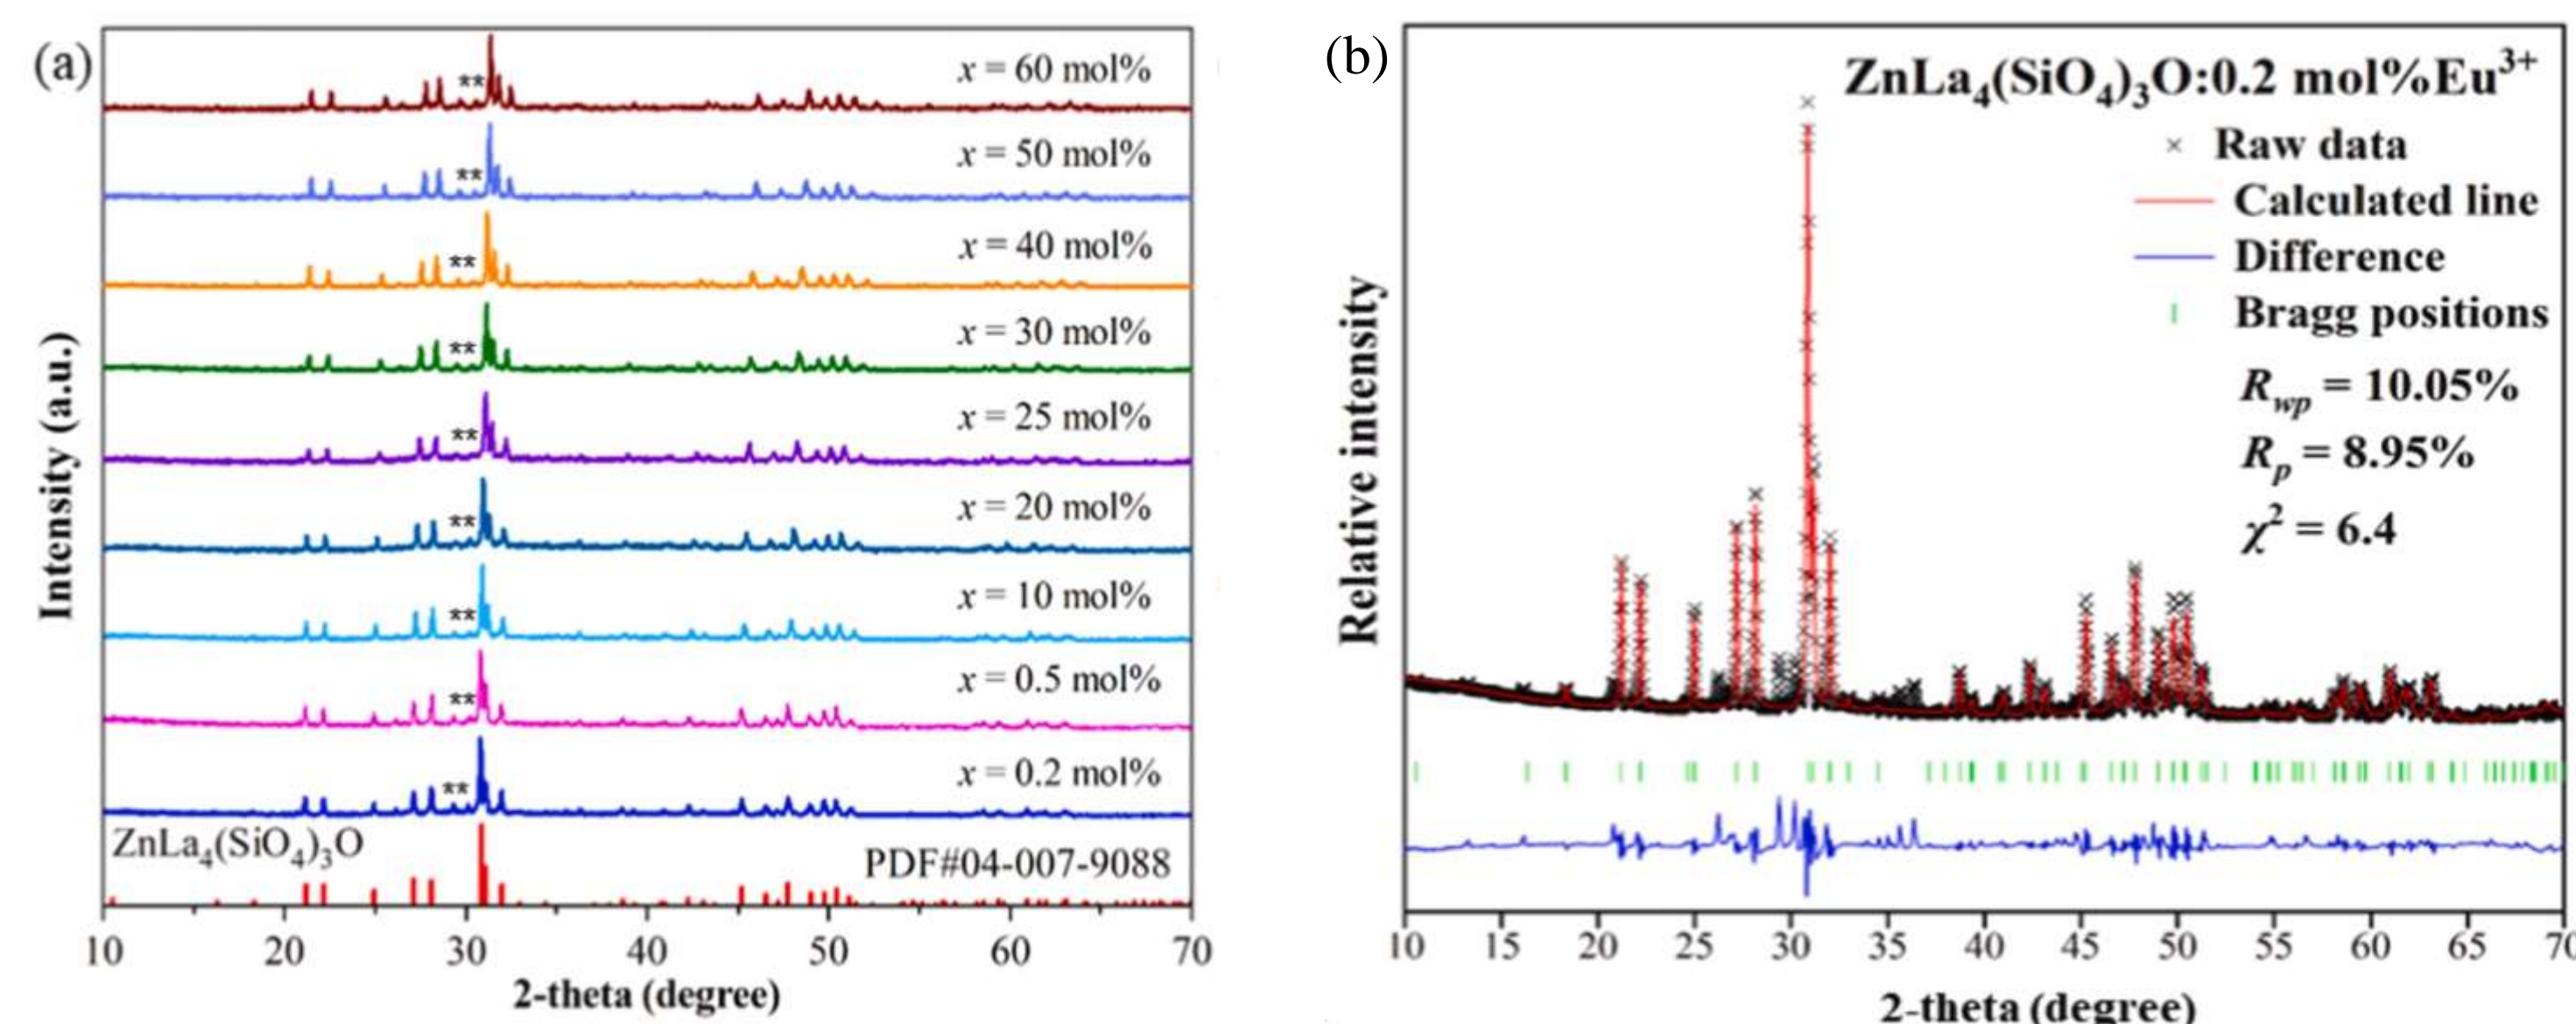 (a)
x = 60 mol%
**
x = 50 mol%
**
x = 40 mol%
**
x = 30 mol%
**
x = 25 mol%
**
x = 20 mol%
**
x = 10 mol%
**
x = 0.5 mol%
**
x = 0.2 mol%
**
ZnLa₄(SiO₄)₃O
PDF#04-007-9088
Intensity (a.u.)
10 20 30 40 50 60 70
2-theta (degree)
(b)
ZnLa₄(SiO₄)₃O:0.2 mol%Eu³⁺
Raw data
Calculated line
Difference
Bragg positions
R_wp = 10.05%
R_p = 8.95%
χ² = 6.4
Relative intensity
10 15 20 25 30 35 40 45 50 55 60 65 70
2-theta (degree)